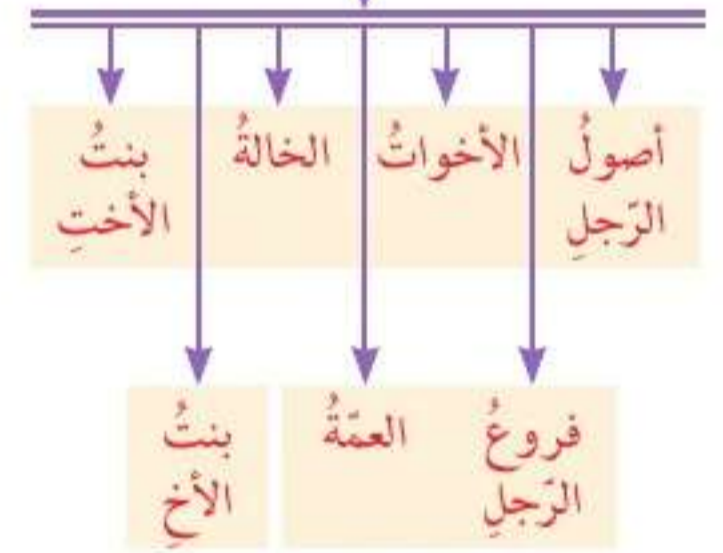 أصولُ
الرّجلِ
الأخواتُ
الخالةُ
بنتُ
الأختِ
فروعُ
الرّجلِ
العمّةُ
بنتُ
الأخِ